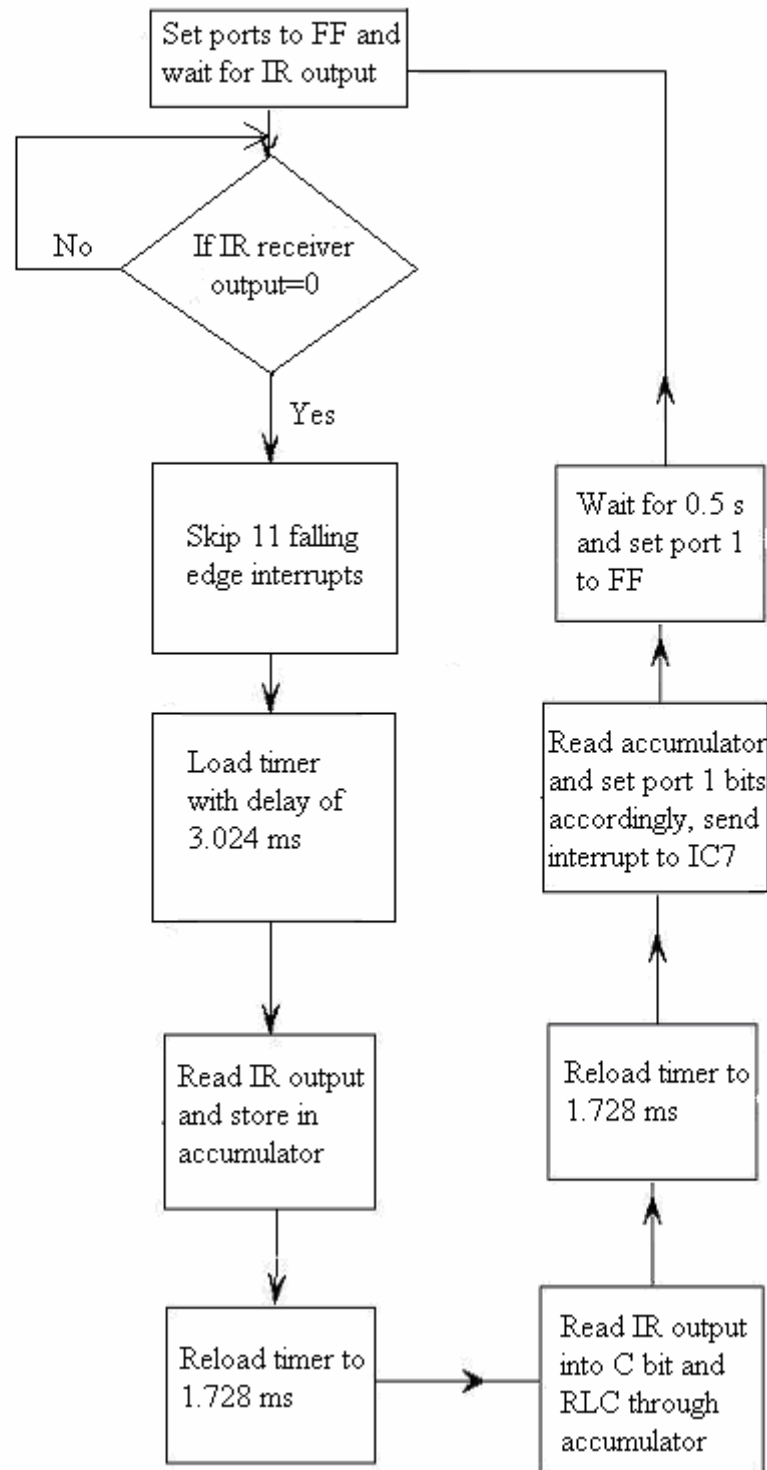 Set ports to FF and
wait for IR output
No
If IR receiver
output=0
Yes
Skip 11 falling
edge interrupts
Load timer
with delay of
3.024 ms
Read IR output
and store in
accumulator
Reload timer to
1.728 ms
Read IR output
into C bit and
RLC through
accumulator
Reload timer to
1.728 ms
Read accumulator
and set port 1 bits
accordingly, send
interrupt to IC7
Wait for 0.5 s
and set port 1
to FF